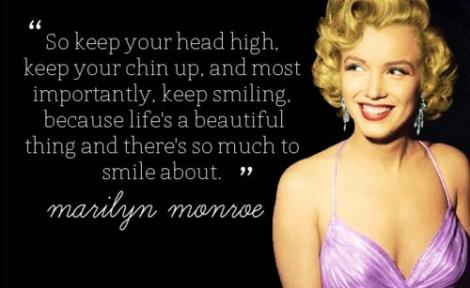 “
So keep your head high,
keep your chin up, and most
importantly, keep smiling,
because life's a beautiful
thing and there's so much to
smile about. ”
marilyn monroe